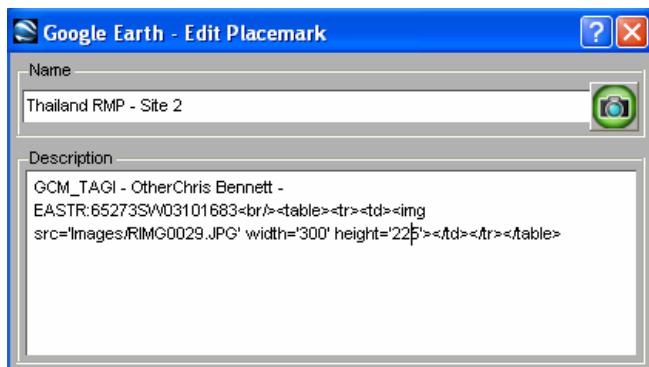 Google Earth - Edit Placemark
Name
Thailand RMP - Site 2
Description
GCM_TAGI - OtherChris Bennett -
EASTR:65273SW03101683<br/><table><tr><td><img
src='Images/RIMG0029.JPG' width='300' height='225'></td></tr></table>